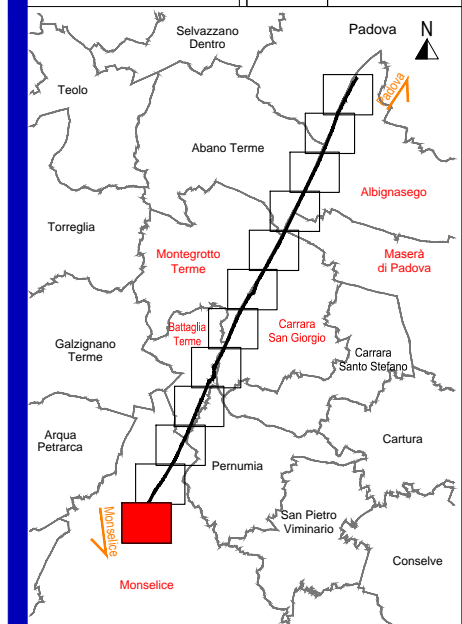 Selvazzano
Dentro
Padova
N
Teolo
Padova
Abano Terme
Albignasego
Torreglia
Montegrotto
Terme
Maserà
di Padova
Battaglia
Terme
Carrara
San Giorgio
Galzignano
Terme
Carrara
Santo Stefano
Arqua
Petrarca
Cartura
Pernumia
San Pietro
Viminario
Monselice
Conselve
Monselice